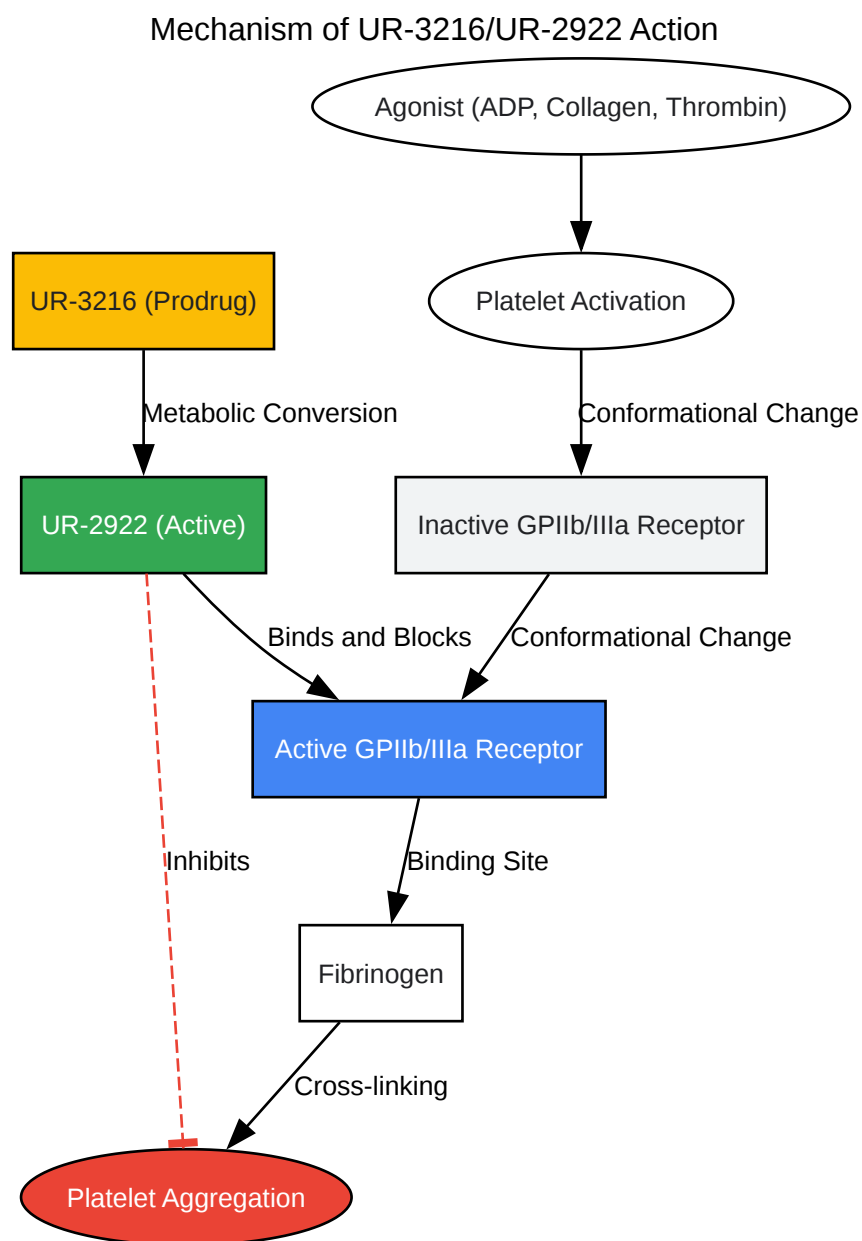 Mechanism of UR-3216/UR-2922 Action
Agonist (ADP, Collagen, Thrombin)
UR-3216 (Prodrug)
Platelet Activation
Metabolic Conversion
Conformational Change
UR-2922 (Active)
Inactive GPIIb/IIIa Receptor
Binds and Blocks
Conformational Change
Active GPIIb/IIIa Receptor
Inhibits
Binding Site
Fibrinogen
Cross-linking
Platelet Aggregation